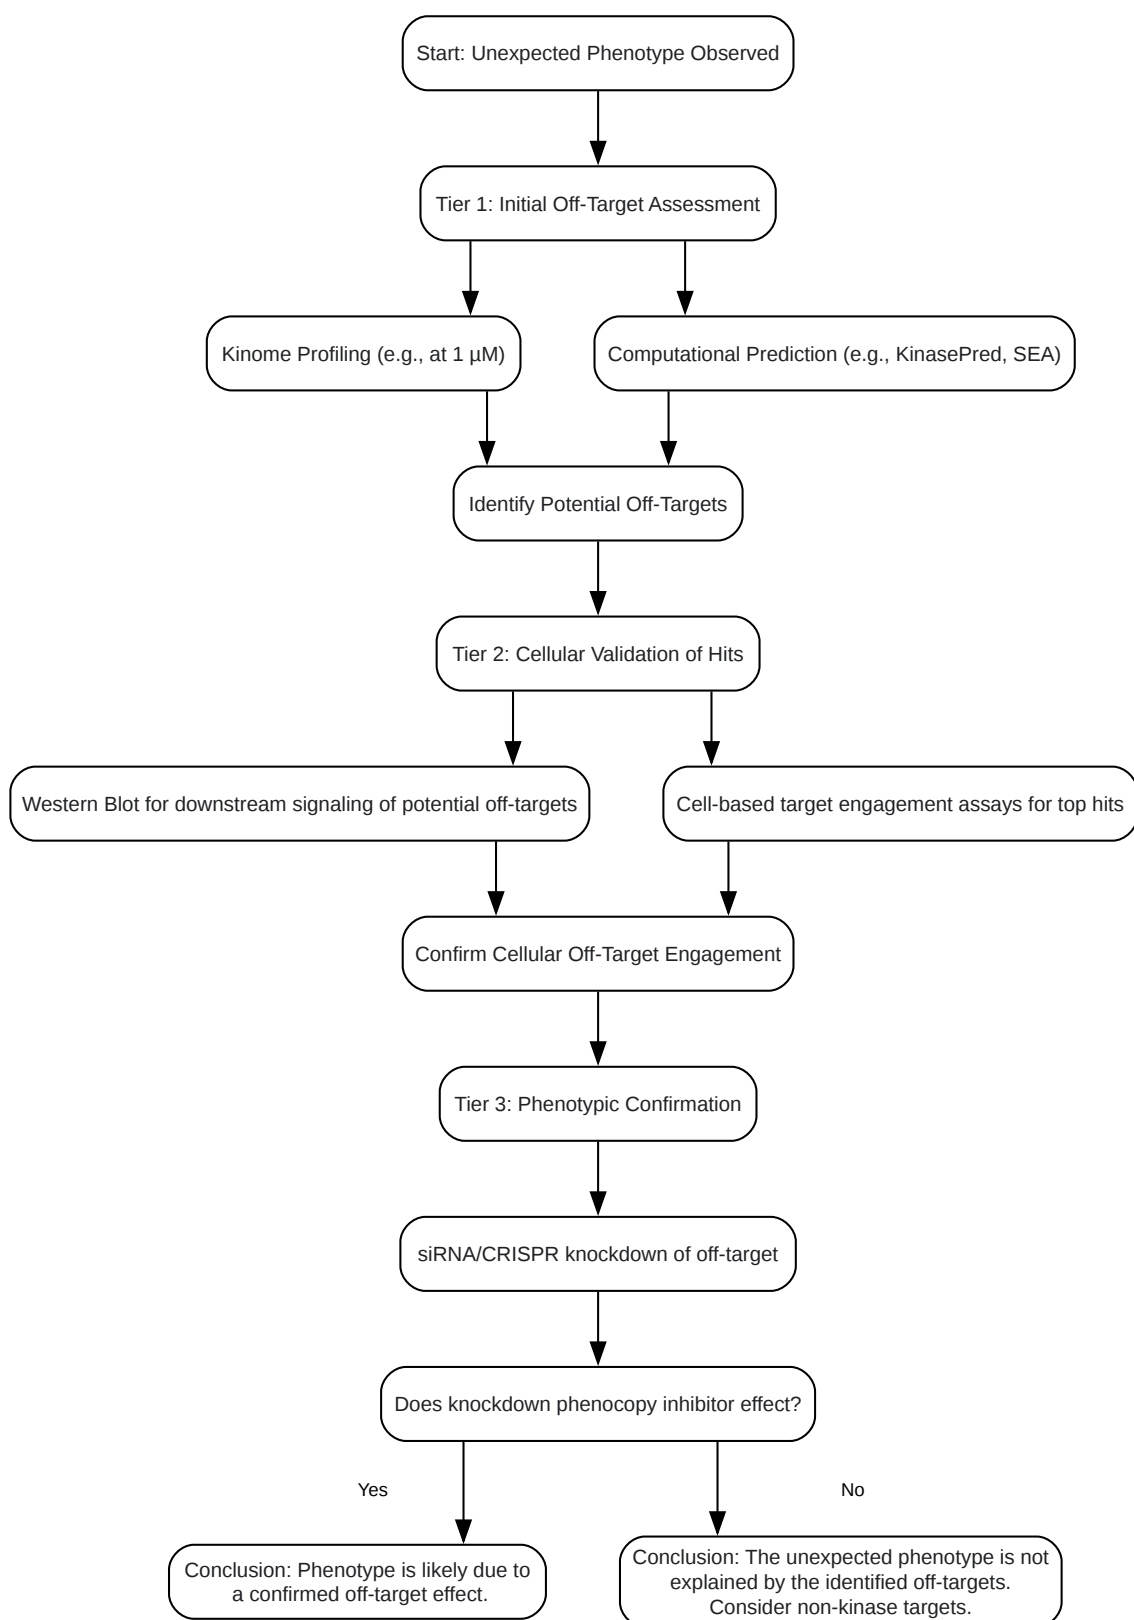 Start: Unexpected Phenotype Observed
Tier 1: Initial Off-Target Assessment
Kinome Profiling (e.g., at 1 µM)
Computational Prediction (e.g., KinasePred, SEA)
Identify Potential Off-Targets
Tier 2: Cellular Validation of Hits
Western Blot for downstream signaling of potential off-targets
Cell-based target engagement assays for top hits
Confirm Cellular Off-Target Engagement
Tier 3: Phenotypic Confirmation
siRNA/CRISPR knockdown of off-target
Does knockdown phenocopy inhibitor effect?
Yes
No
Conclusion: Phenotype is likely due to
a confirmed off-target effect.
Conclusion: The unexpected phenotype is not
explained by the identified off-targets.
Consider non-kinase targets.